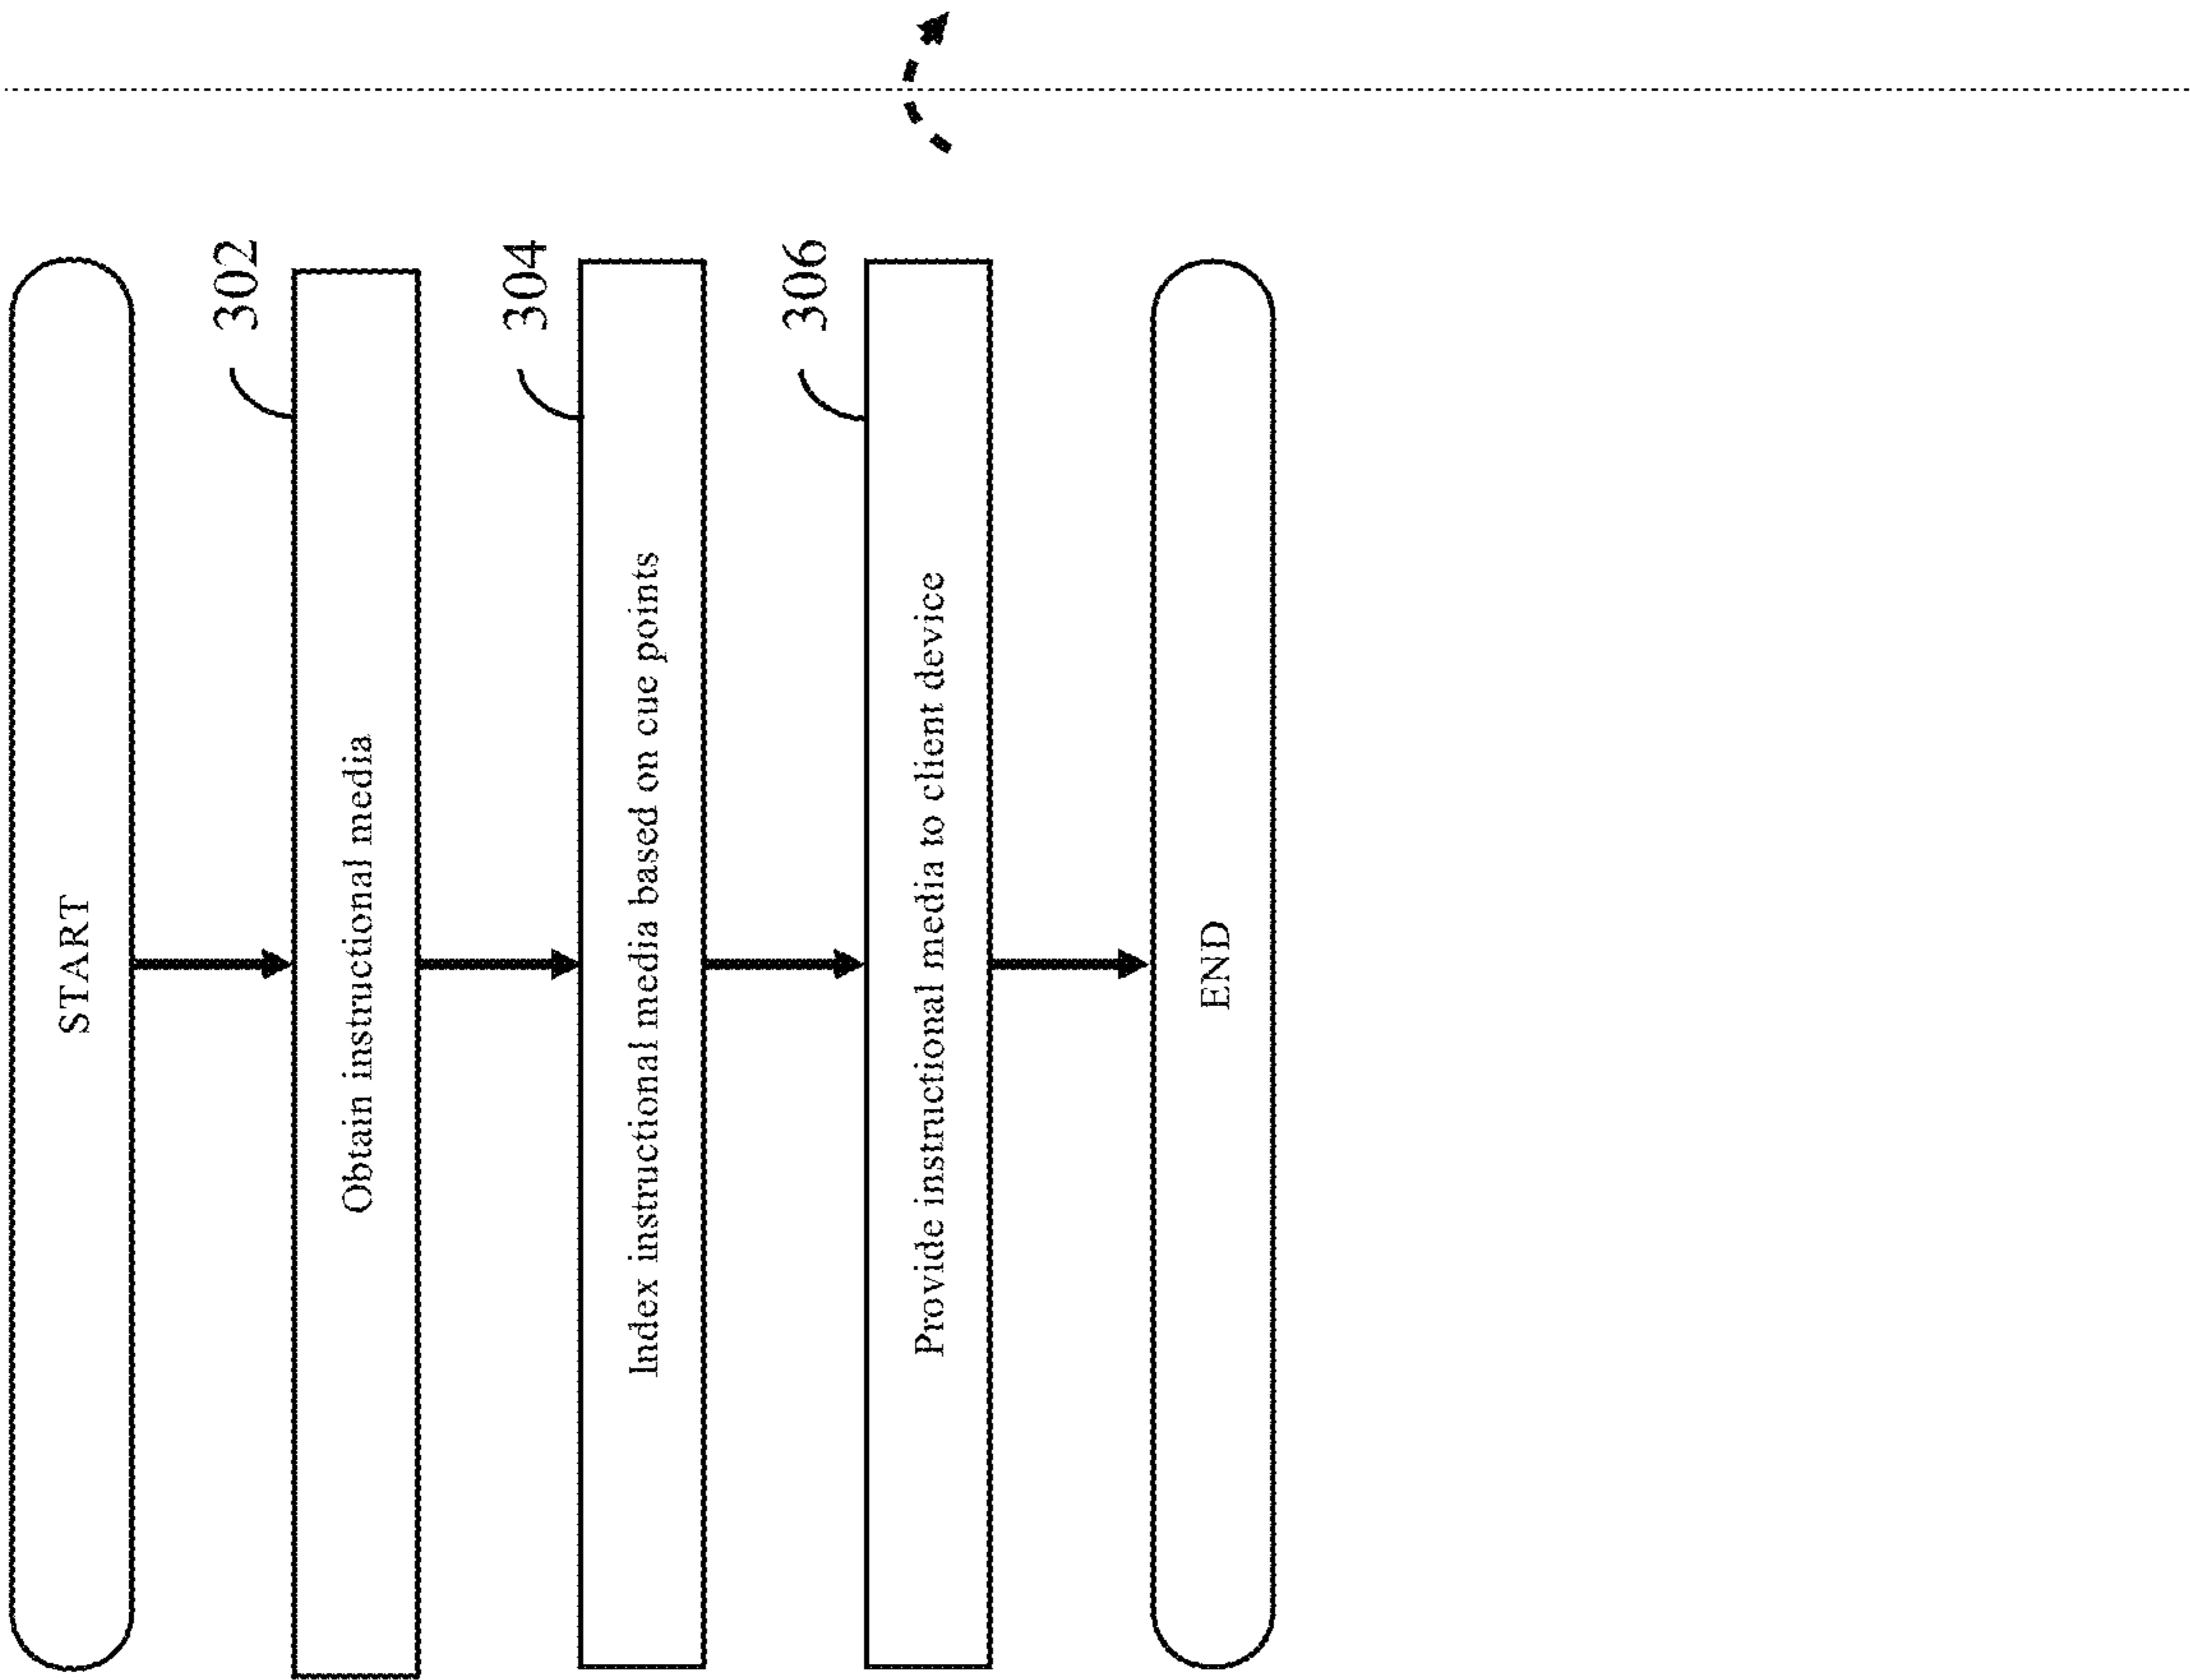 START
302
Obtain instructional media
304
Index instructional media based on cue points
306
Provide instructional media to client device
END